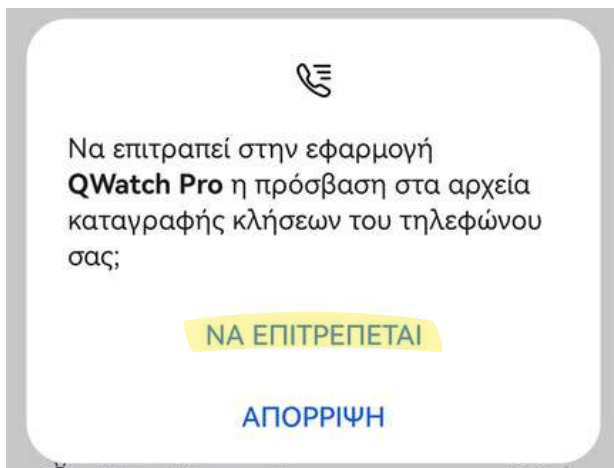 Να επιτραπεί στην εφαρμογή
QWatch Pro η πρόσβαση στα αρχεία
καταγραφής κλήσεων του τηλεφώνου
σας;
ΝΑ ΕΠΙΤΡΕΠΕΤΑΙ
ΑΠΟΡΡΙΨΗ